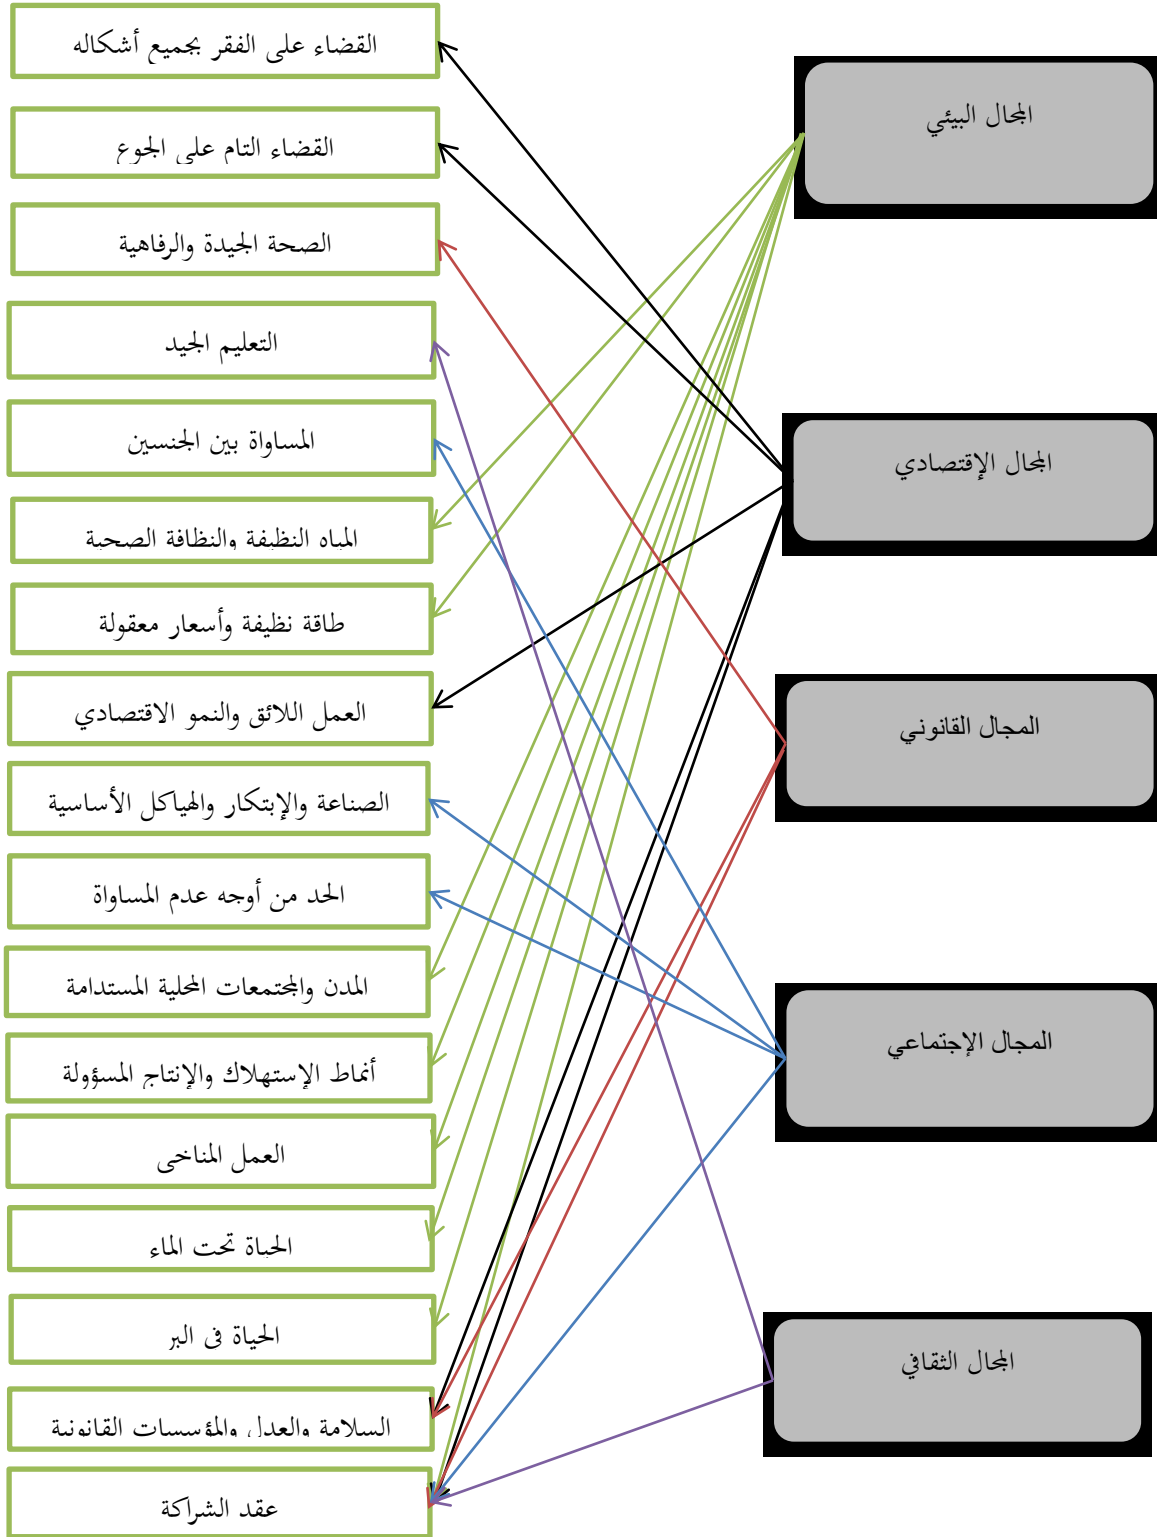 المجال البيئي
المجال الإقتصادي
المجال القانوني
المجال الإجتماعي
المجال الثقافي
القضاء على الفقر بجميع أشكاله
القضاء التام على الجوع
الصحة الجيدة والرفاهية
التعليم الجيد
المساواة بين الجنسين
المياه النظيفة والنظافة الصحية
طاقة نظيفة وأسعار معقولة
العمل اللائق والنمو الاقتصادي
الصناعة والإبتكار والهياكل الأساسية
الحد من أوجه عدم المساواة
المدن والمجتمعات المحلية المستدامة
أنماط الإستهلاك والإنتاج المسؤولة
العمل المناخي
الحياة تحت الماء
الحياة في البر
السلامة والعدل والمؤسسات القانونية
عقد الشراكة